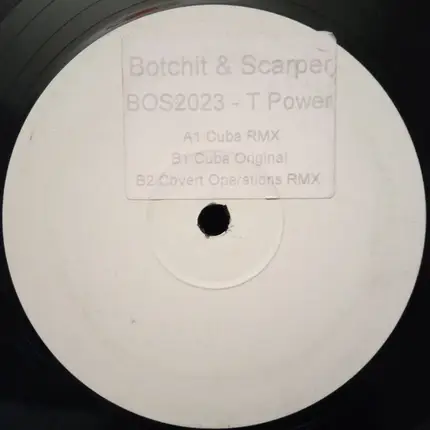 Botchit & Scarper
BOS2023 - T Power
A1 Cuba RMX
B1 Cuba Original
B2 Covert Operations RMX